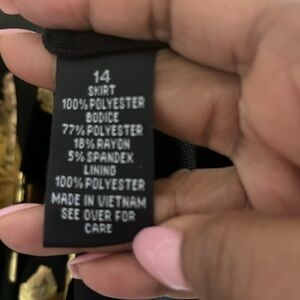 14
SKIRT
100% POLYESTER
BODICE
77% POLYESTER
18% RAYON
5% SPANDEX
LINING
100% POLYESTER
MADE IN VIETNAM
SEE OVER FOR
CARE